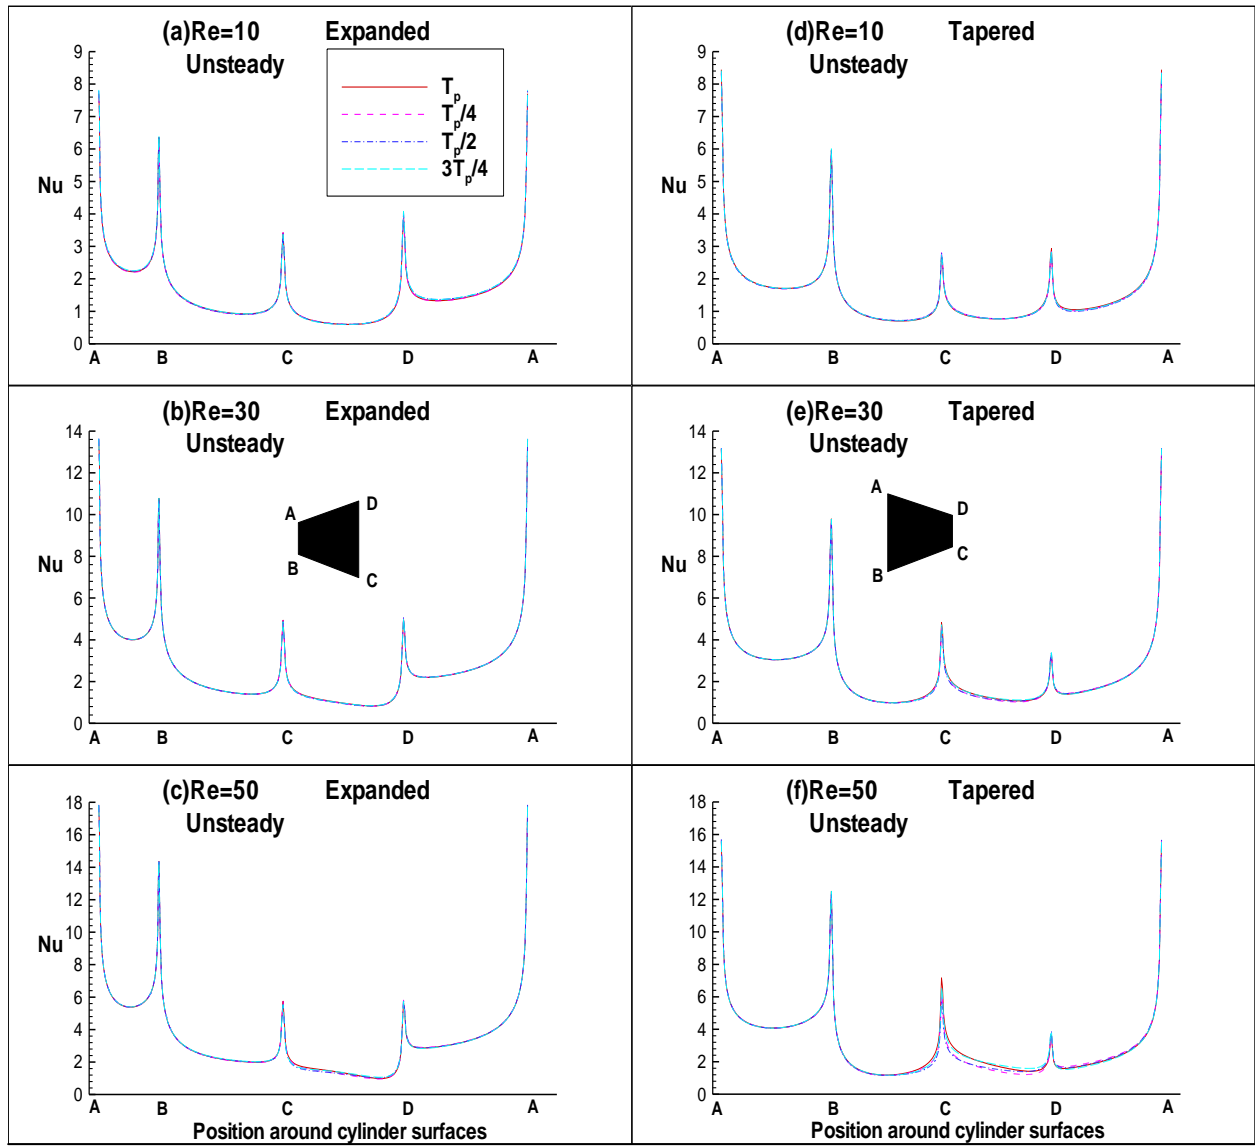 (a)Re=10 Expanded
Unsteady
T_p
T_p/4
T_p/2
3T_p/4
9
8
7
6
5
4
3
2
1
0
Nu
A B C D A
(d)Re=10 Tapered
Unsteady
9
8
7
6
5
4
3
2
1
0
Nu
A B C D A
(b)Re=30 Expanded
Unsteady
14
12
10
8
6
4
2
0
Nu
A D
B C
A B C D A
(e)Re=30 Tapered
Unsteady
14
12
10
8
6
4
2
0
Nu
A
D
C
B
A B C D A
(c)Re=50 Expanded
Unsteady
18
16
14
12
10
8
6
4
2
0
Nu
A B C D A
Position around cylinder surfaces
(f)Re=50 Tapered
Unsteady
18
16
14
12
10
8
6
4
2
0
Nu
A B C D A
Position around cylinder surfaces